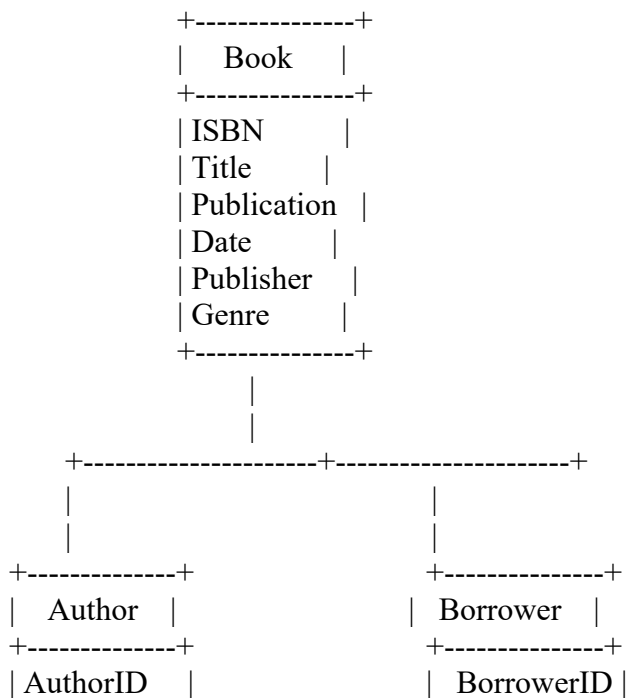 +---------------+
| Book |
+---------------+
| ISBN |
| Title |
| Publication |
| Date |
| Publisher |
| Genre |
+---------------+
|
|
+----------------------+-----------------------+
| |
| |
+--------------+ +---------------+
| Author | | Borrower |
+--------------+ +--------------+
| AuthorID | | BorrowerID |